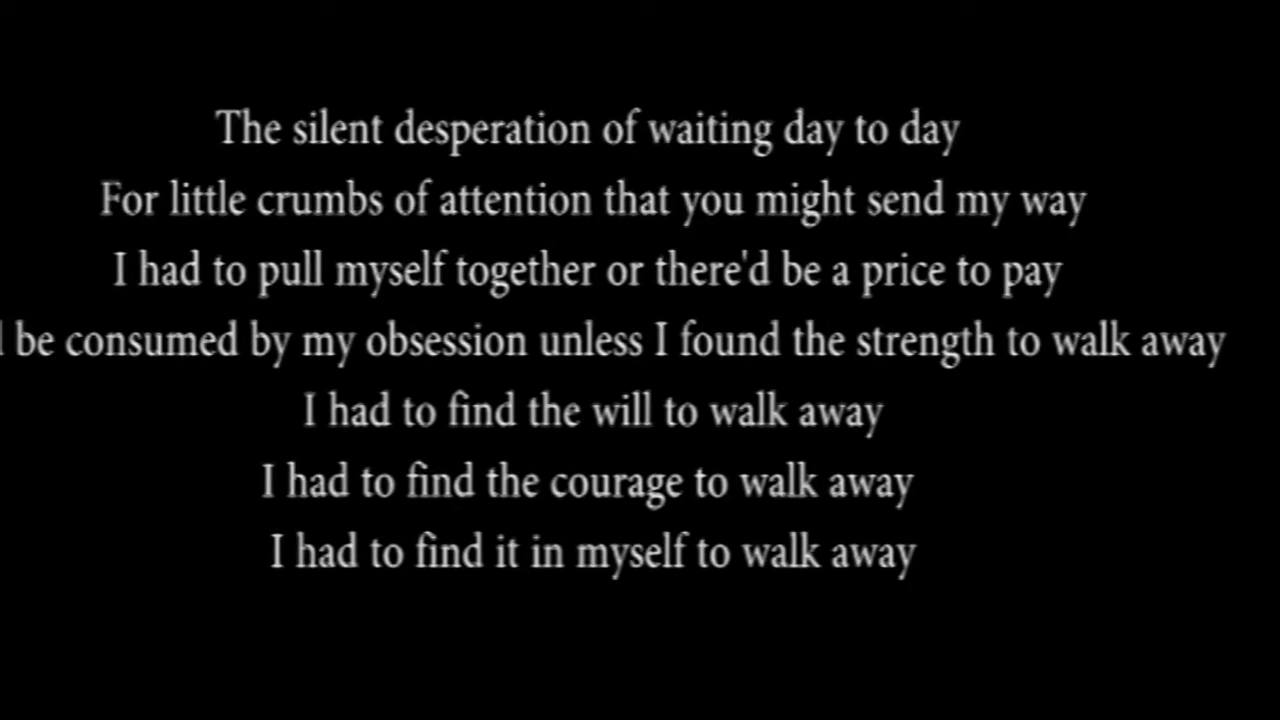 The silent desperation of waiting day to day
For little crumbs of attention that you might send my way
I had to pull myself together or there'd be a price to pay
be consumed by my obsession unless I found the strength to walk away
I had to find the will to walk away
I had to find the courage to walk away
I had to find it in myself to walk away